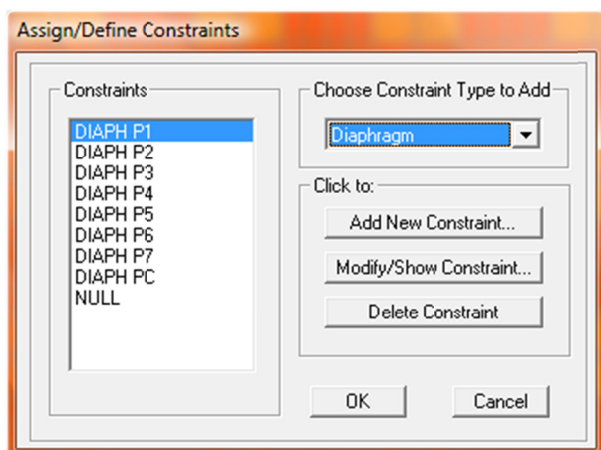 Assign/Define Constraints
Constraints
DIAPH P1
DIAPH P2
DIAPH P3
DIAPH P4
DIAPH P5
DIAPH P6
DIAPH P7
DIAPH PC
NULL
Choose Constraint Type to Add
Diaphragm
Click to:
Add New Constraint...
Modify/Show Constraint...
Delete Constraint
OK
Cancel